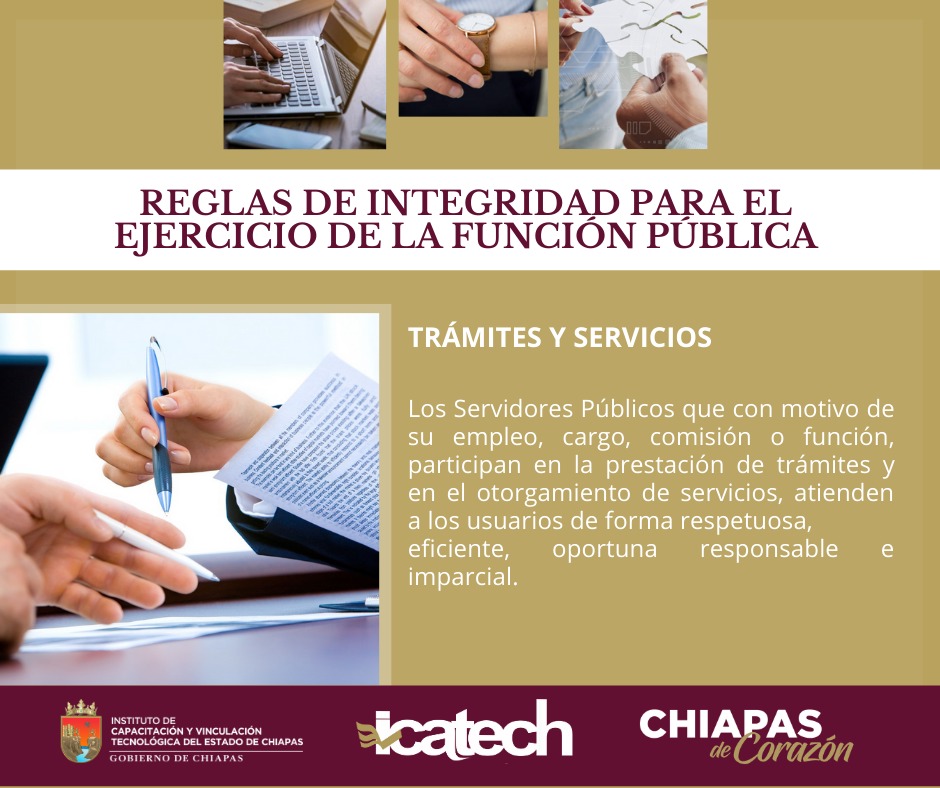 REGLAS DE INTEGRIDAD PARA EL
EJERCICIO DE LA FUNCIÓN PÚBLICA
TRÁMITES Y SERVICIOS
Los Servidores Públicos que con motivo de
su empleo, cargo, comisión o función,
participan en la prestación de trámites y
en el otorgamiento de servicios, atienden
a los usuarios de forma respetuosa,
eficiente, oportuna responsable e
imparcial.
INSTITUTO DE
CAPACITACIÓN Y VINCULACIÓN
TECNOLÓGICA DEL ESTADO DE CHIAPAS
GOBIERNO DE CHIAPAS
icatech
CHIAPAS
de Corazón